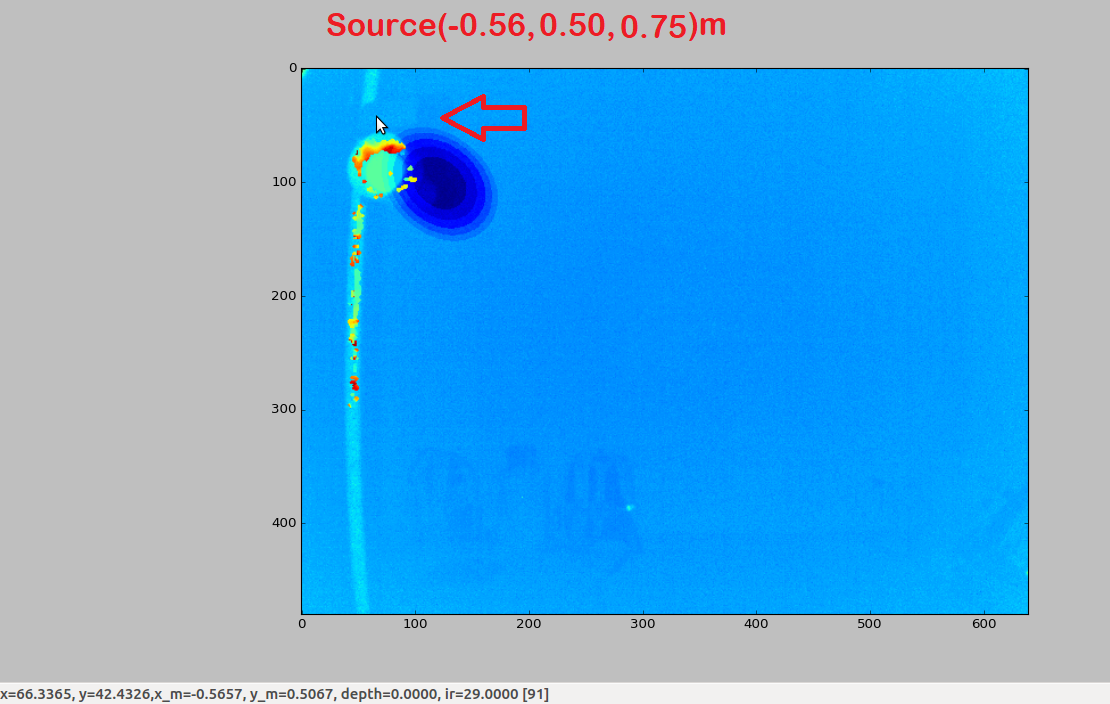 Source(-0.56, 0.50, 0.75)m
0
100
200
300
400
0 100 200 300 400 500 600
x=66.3365, y=42.4326,x_m=-0.5657, y_m=0.5067, depth=0.0000, ir=29.0000 [91]